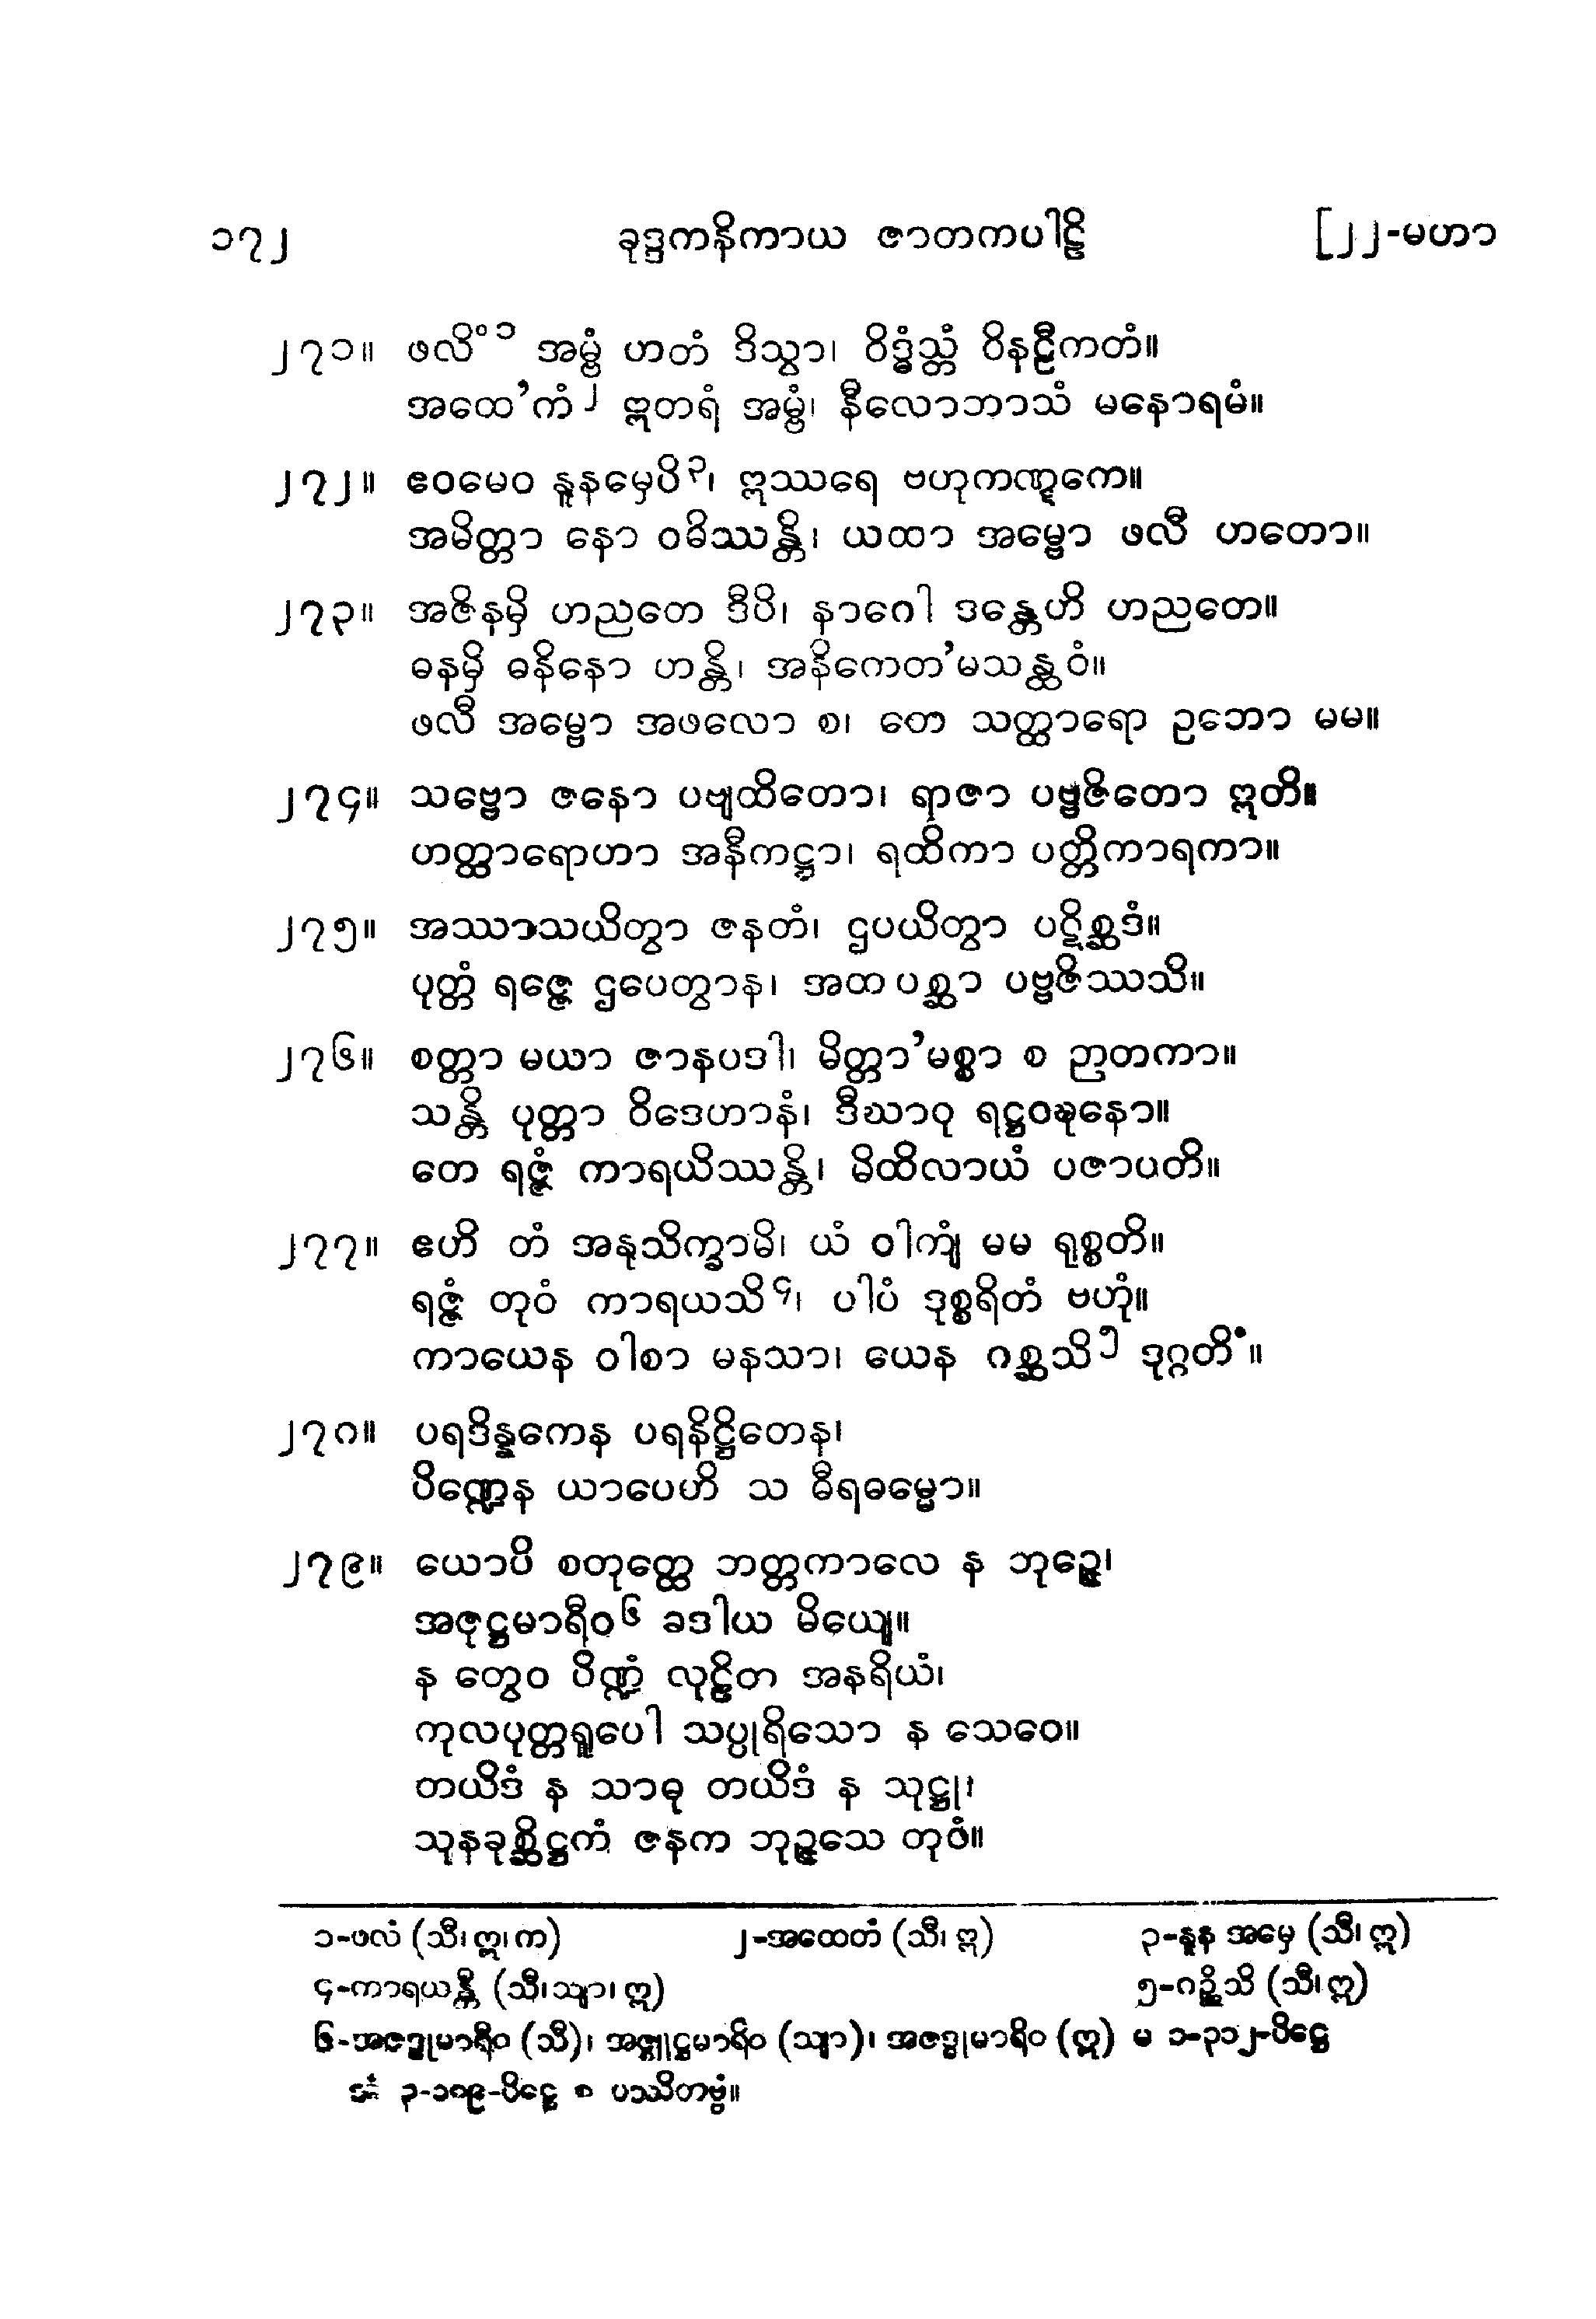 ၁၇၂ ခုဒ္ဒကနိကာယ ဇာတကပါဠိ [၂၂-မဟာ
၂၇၁။ ဖလိံ ၁ အမ္ဗံ ဟတံ ဒိသွာ၊ ဝိဒ္ဓံသ္တံ ဝိနဠီကတံ။
အထေ’ကံ ၂ ဣတရံ အမ္ဗံ၊ နီလောဘာသံ မနောရမံ။
၂၇၂။ ဧဝမေဝ နူနမှေပိ ၃၊ ဣဿရေ ဗဟုကဏ္ဋကေ။
အမိတ္တာ နော ဝဓိဿန္တိ၊ ယထာ အမ္ဗော ဖလီ ဟတော။
၂၇၃။ အဇိနမှိ ဟညတေ ဒီပိ၊ နာဂေါ ဒန္တေဟိ ဟညတေ။
ဓနမှိ ဓနိနော ဟန္တိ၊ အနိကေတ’မသန္ထဝံ။
ဖလီ အမ္ဗော အဖလော စ၊ တေ သတ္ထာရော ဥဘော မမ။
၂၇၄။ သဗ္ဗော ဇနော ပဗျထိတော၊ ရာဇာ ပဗ္ဗဇိတော ဣတိ။
ဟတ္ထာရောဟာ အနီကဋ္ဌာ၊ ရထိကာ ပတ္တိကာရကာ။
၂၇၅။ အဿာသယိတွာ ဇနတံ၊ ဌပယိတွာ ပဋိစ္ဆဒံ။
ပုတ္တံ ရဇ္ဇေ ဌပေတွာန၊ အထ ပစ္ဆာ ပဗ္ဗဇိဿသိ။
၂၇၆။ စတ္တာ မယာ ဇာနပဒါ၊ မိတ္တာ’မစ္စာ စ ဉာတကာ။
သန္တိ ပုတ္တာ ဝိဒေဟာနံ၊ ဒီဃာဝု ရဋ္ဌဝဍ္ဎနော။
တေ ရဇ္ဇံ ကာရယိဿန္တိ၊ မိထိလာယံ ပဇာပတိ။
၂၇၇။ ဧဟိ တံ အနုသိက္ခာမိ၊ ယံ ဝါကျံ မမ ရုစ္စတိ။
ရဇ္ဇံ တုဝံ ကာရယသိ ၄၊ ပါပံ ဒုစ္စရိတံ ဗဟုံ။
ကာယေန ဝါစာ မနသာ၊ ယေန ဂစ္ဆသိ ၅ ဒုဂ္ဂတိံ။
၂၇၈။ ပရဒိန္နကေန ပရနိဋ္ဌိတေန၊
ပိဏ္ဍေန ယာပေဟိ သ ဓီရဓမ္မော။
၂၇၉။ ယောပိ စတုတ္ထေ ဘတ္တကာလေ န ဘုဉ္ဇေ၊
အဇုဋ္ဌမာရီဝ ၆ ခုဒါယ မိယျေ။
န တွေဝ ပိဏ္ဍံ လုဠိတ အနရိယံ၊
ကုလပုတ္တရူပေါ သပ္ပုရိသော န သေဝေ။
တယိဒံ န သာဓု တယိဒံ န သုဋ္ဌု၊
သုနခုစ္ဆိဋ္ဌကံ ဇနက ဘုဉ္ဇသေ တုဝံ။
၁-ဖလံ (သီ၊ ဣ၊ က) ၂-အထေတံ (သီ၊ ဣ) ၃-နူန အမှေ (သီ၊ ဣ)
၄-ကာရယန္တိ (သီ၊ သျာ၊ ဣ) ၅-ဂဉ္ဆိသိ (သီ၊ ဣ)
၆-အဇဒ္ဓုမာရီဝ (သီ)၊ အဇ္ဈုဋ္ဌမာရိံဝ (သျာ)၊ အဇဒ္ဓုမာရိဝ (ဣ) မ ၁-၃၁၂-ပိဋ္ဌေ
အံ ၃-၁၈၉-ပိဋ္ဌေ စ ပဿိတဗ္ဗံ။